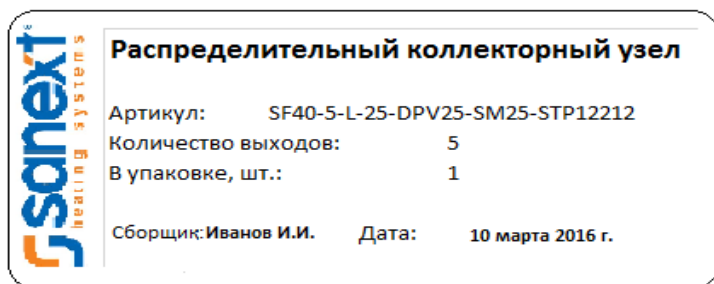 sanext®
heating systems
Распределительный коллекторный узел
Артикул: SF40-5-L-25-DPV25-SM25-STP12212
Количество выходов: 5
В упаковке, шт.: 1
Сборщик: Иванов И.И. Дата: 10 марта 2016 г.